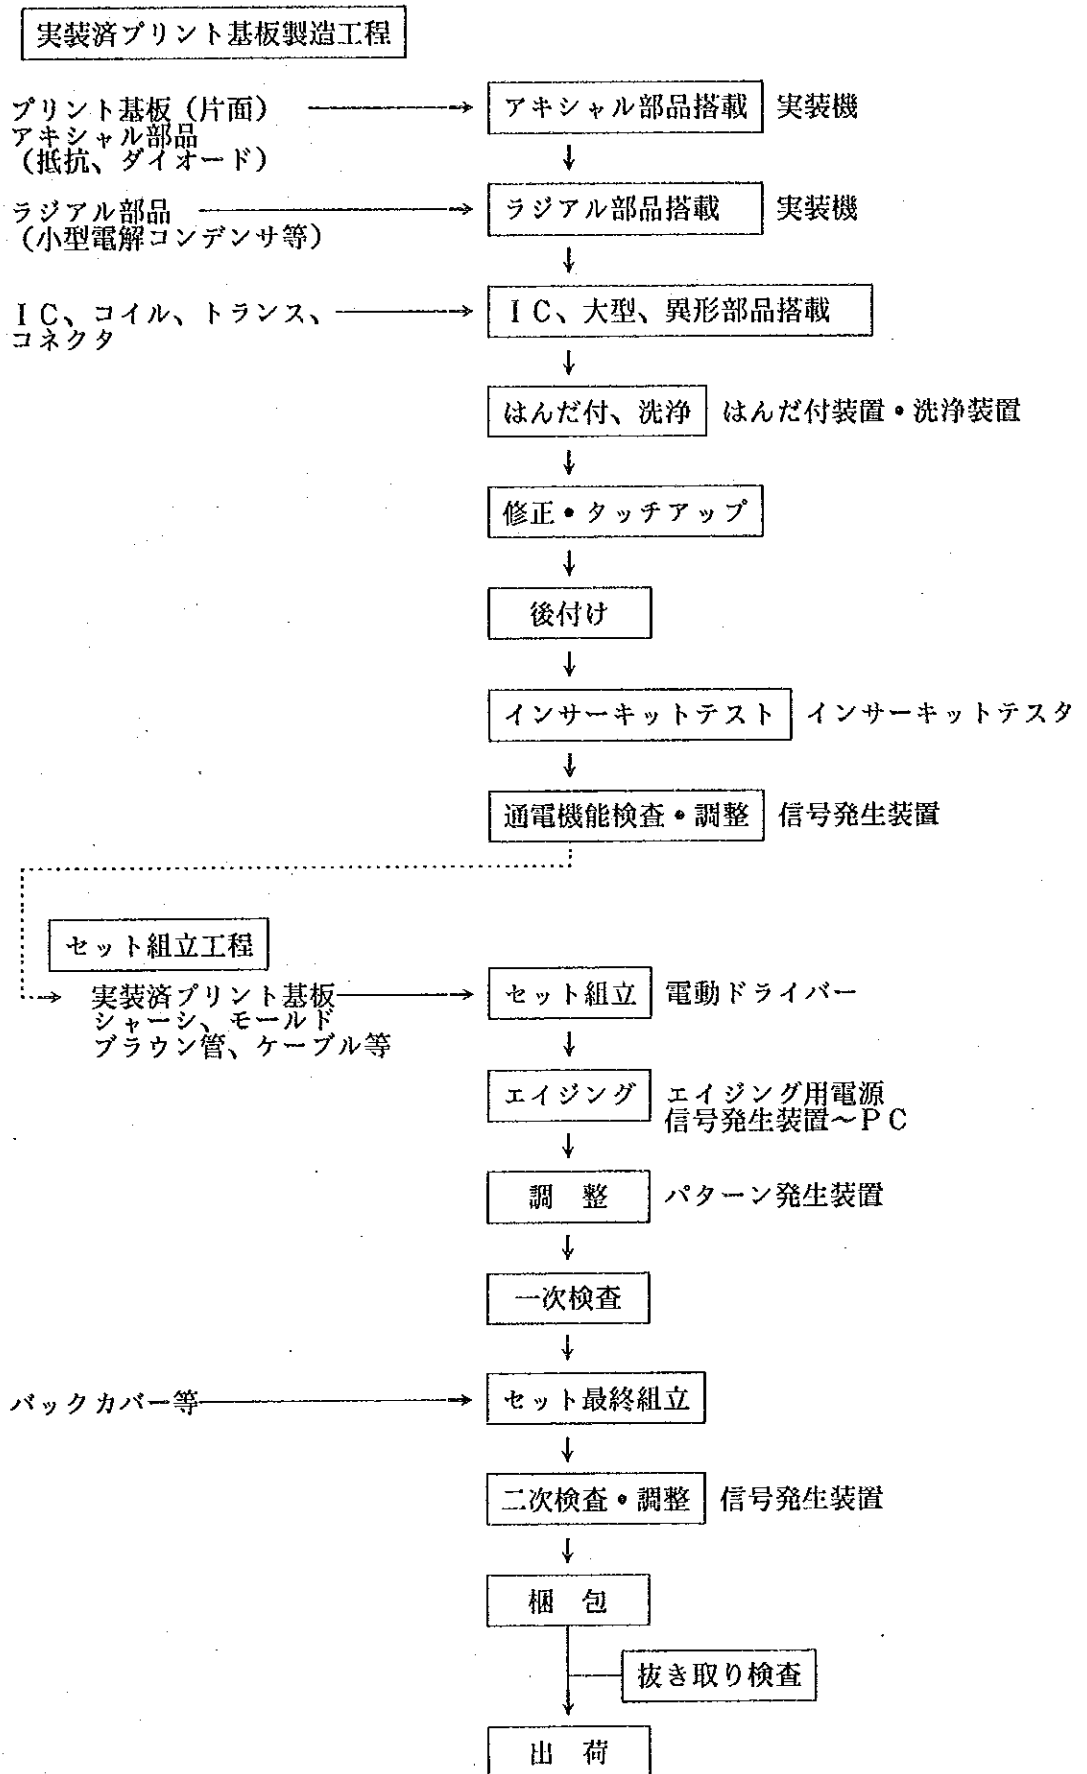 実装済プリント基板製造工程
プリント基板（片面）
アキシャル部品
（抵抗、ダイオード）
アキシャル部品搭載
実装機
ラジアル部品
（小型電解コンデンサ等）
ラジアル部品搭載
実装機
ＩＣ、コイル、トランス、
コネクタ
ＩＣ、大型、異形部品搭載
はんだ付、洗浄
はんだ付装置・洗浄装置
修正・タッチアップ
後付け
インサーキットテスト
インサーキットテスタ
通電機能検査・調整
信号発生装置
セット組立工程
実装済プリント基板
シャーシ、モールド
ブラウン管、ケーブル等
セット組立
電動ドライバー
エイジング
エイジング用電源
信号発生装置～ＰＣ
調　整
パターン発生装置
一次検査
バックカバー等
セット最終組立
二次検査・調整
信号発生装置
梱　包
抜き取り検査
出　荷